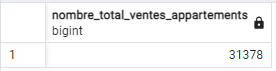 nombre_total_ventes_appartements
bigint
1 31378